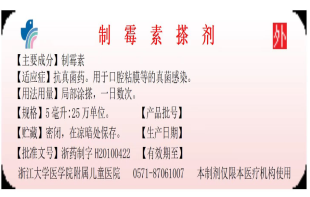 制霉素搽剂
外
【主要成分】制霉素
【适应症】抗真菌药。用于口腔粘膜等的真菌感染。
【用法用量】局部涂搽,一日数次。
【规格】5毫升:25万单位。 【产品批号】
【贮藏】密闭,在凉暗处保存。 【生产日期】
【批准文号】浙药制字H20100422 【有效期至】
浙江大学医学院附属儿童医院 0571-87061007 本制剂仅限本医疗机构使用